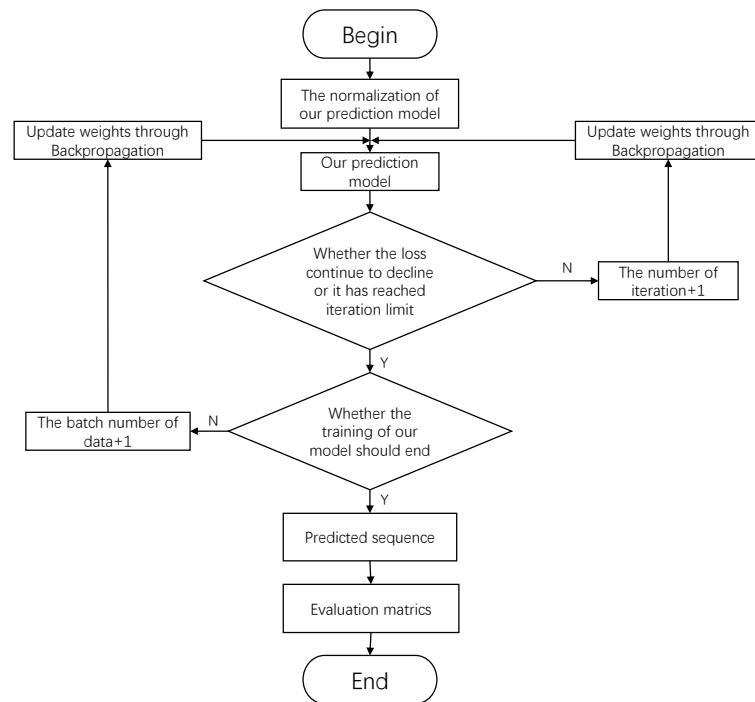 Begin
The normalization of
our prediction model
Update weights through
Backpropagation
Update weights through
Backpropagation
Our prediction
model
Whether the loss
continue to decline
or it has reached
iteration limit
N
The number of
iteration+1
Y
Whether the
training of our
model should end
N
The batch number of
data+1
Y
Predicted sequence
Evaluation matrics
End